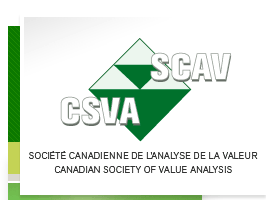 SCAV
CSVA
SOCIÉTÉ CANADIENNE DE L'ANALYSE DE LA VALEUR
CANADIAN SOCIETY OF VALUE ANALYSIS